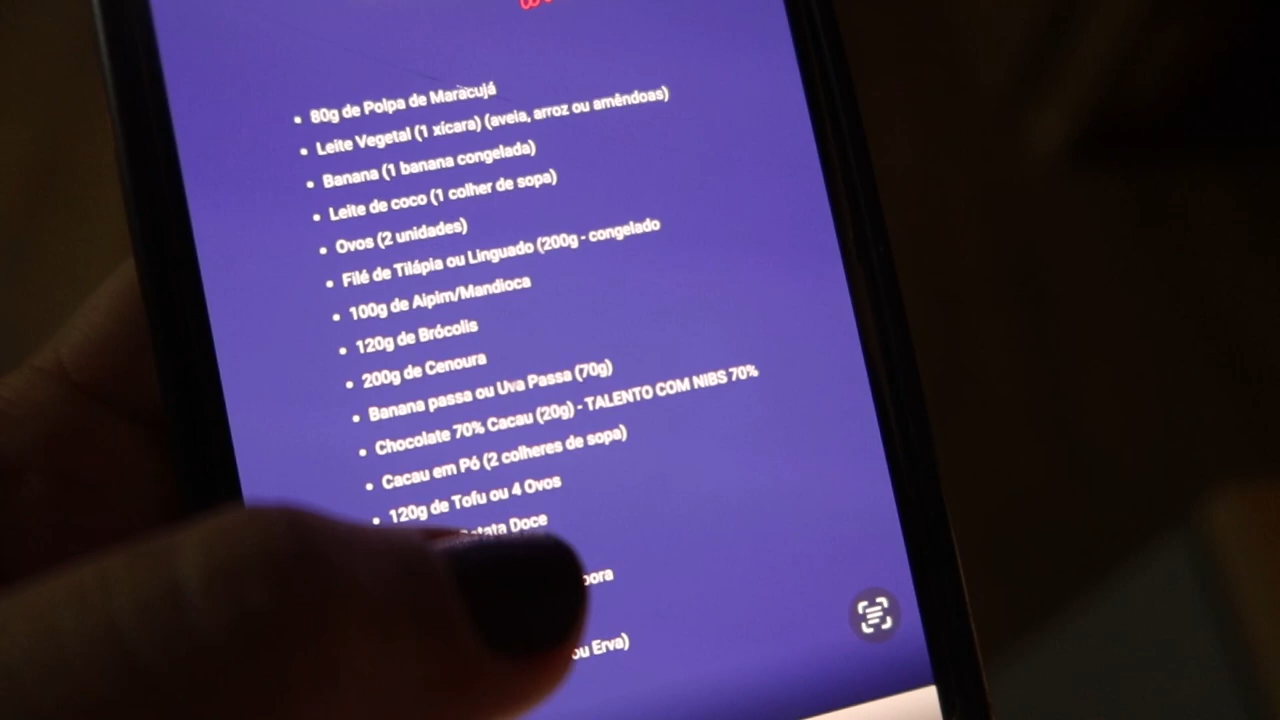 80g de Polpa de Maracujá
Leite Vegetal (1 xícara) (aveia, arroz ou amêndoas)
Banana (1 banana congelada)
Leite de coco (1 colher de sopa)
Ovos (2 unidades)
Filé de Tilápia ou Linguado (200g - congelado
100g de Aipim/Mandioca
120g de Brócolis
200g de Cenoura
Banana passa ou Uva Passa (70g)
Chocolate 70% Cacau (20g) - TALENTO COM NIBS 70%
Cacau em Pó (2 colheres de sopa)
120g de Tofu ou 4 Ovos
Doce
ou Erva)